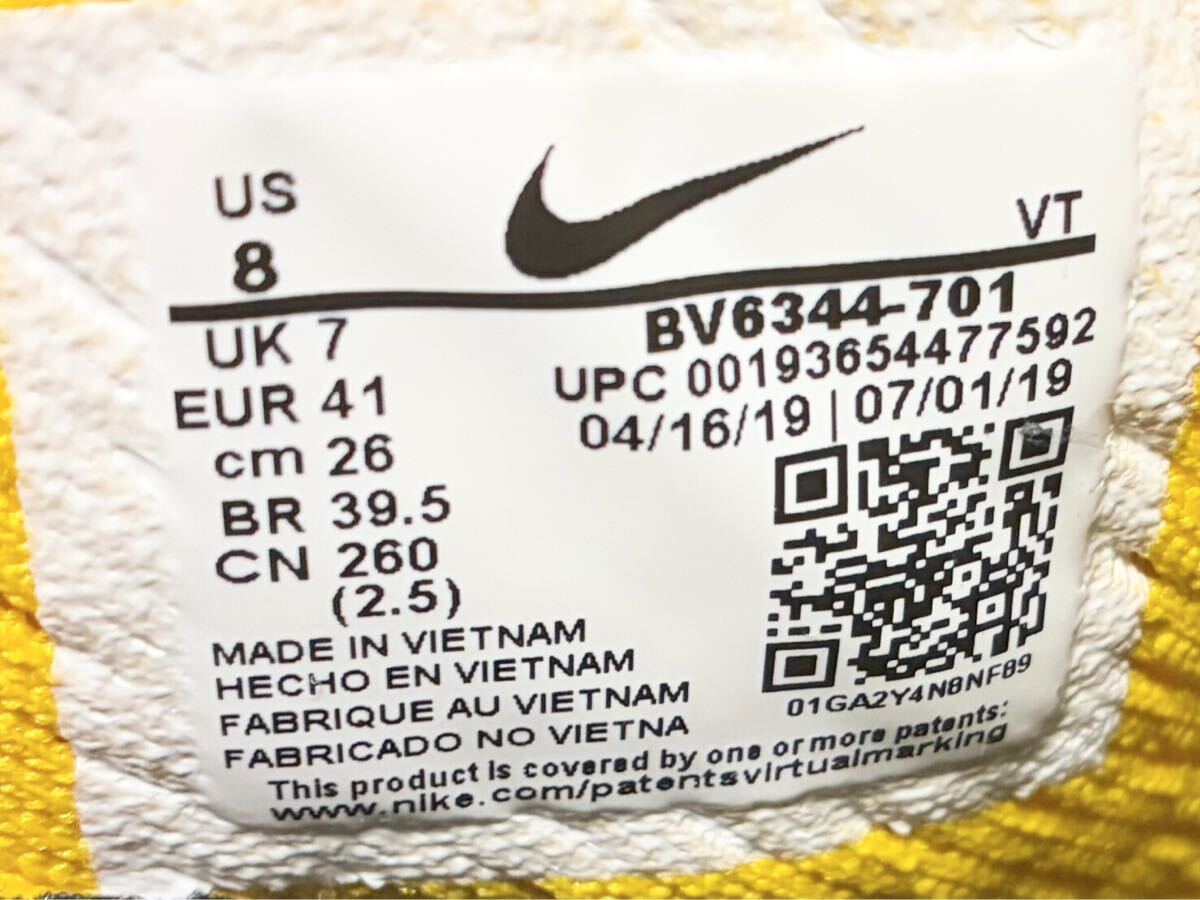 US
8
VT
UK 7
EUR 41
cm 26
BR 39.5
CN 260
(2.5)
BV6344-701
UPC 00193654477592
04/16/19 | 07/01/19
01GA2Y4N8NF89
MADE IN VIETNAM
HECHO EN VIETNAM
FABRIQUE AU VIETNAM
FABRICADO NO VIETNA
This product is covered by one or more patents:
www.nike.com/patentsvirtualmarking